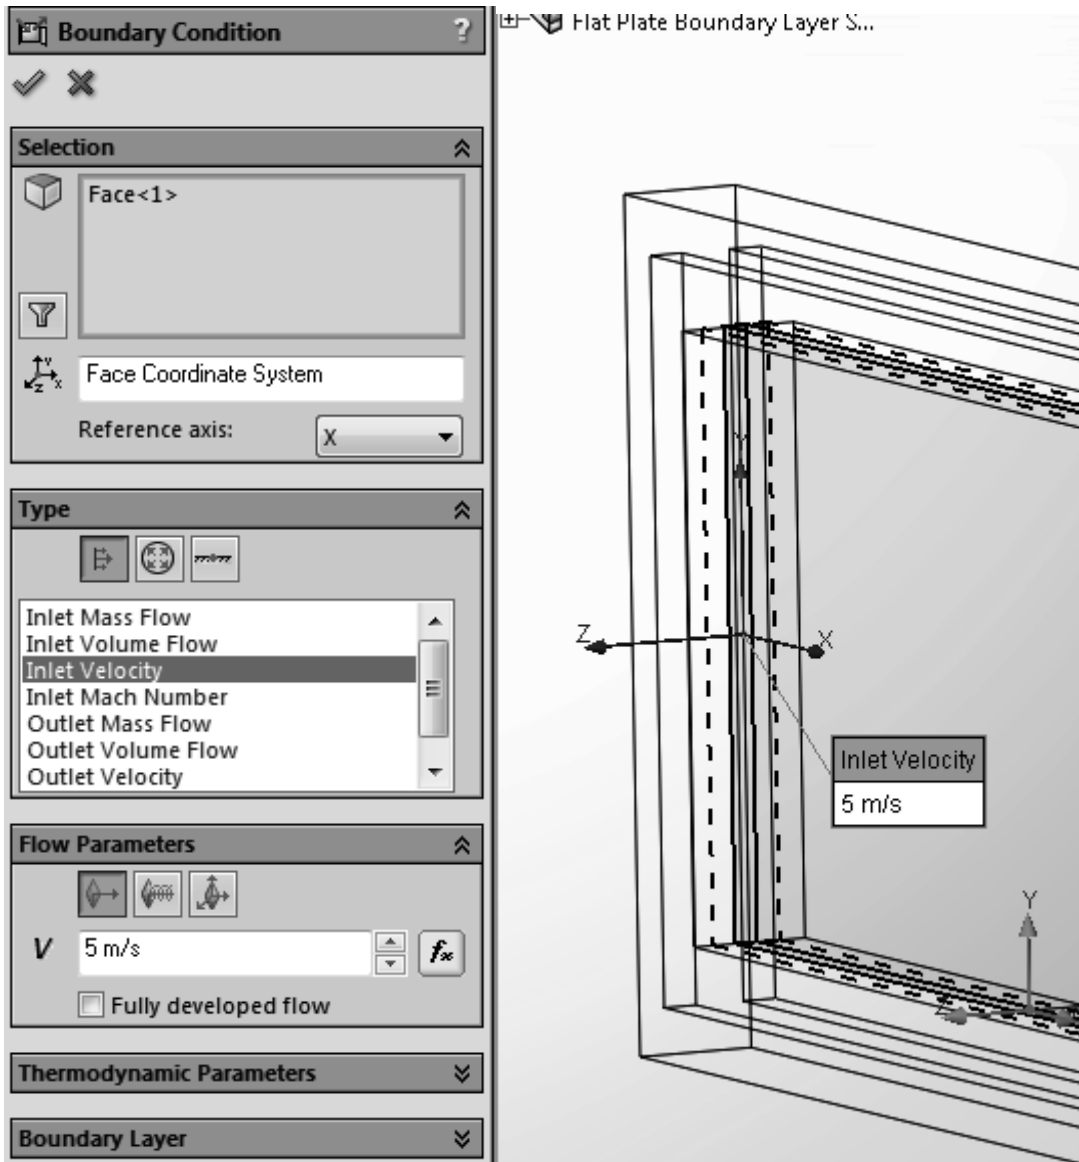 Boundary Condition
?
Selection
Face<1>
Face Coordinate System
Reference axis:
X
Type
Inlet Mass Flow
Inlet Volume Flow
Inlet Velocity
Inlet Mach Number
Outlet Mass Flow
Outlet Volume Flow
Outlet Velocity
Flow Parameters
V
5 m/s
fx
Fully developed flow
Thermodynamic Parameters
Boundary Layer
Flat Plate Boundary Layer S...
Y
Z
X
Inlet Velocity
5 m/s
Y
Z